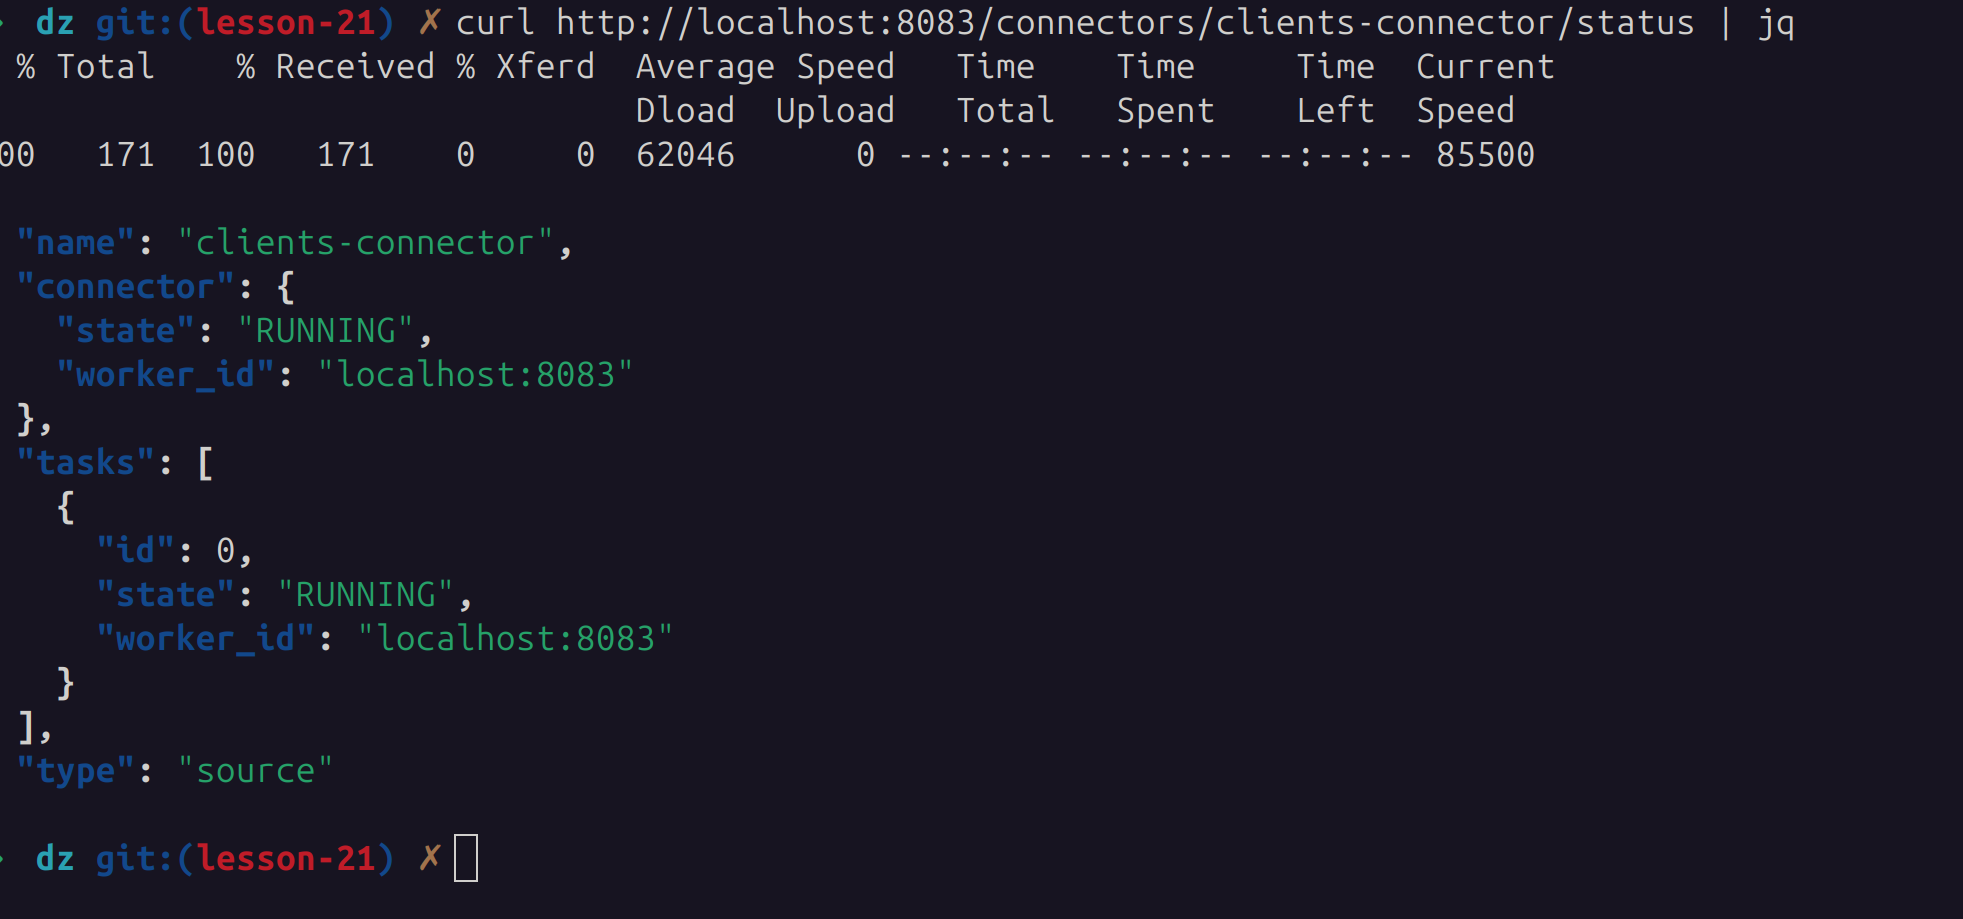 dz git:(lesson-21) ✗ curl http://localhost:8083/connectors/clients-connector/status | jq
% Total % Received % Xferd Average Speed Time Time Time Current
Dload Upload Total Spent Left Speed
00 171 100 171 0 0 62046 0 --:--:-- --:--:-- --:--:-- 85500
"name": "clients-connector",
"connector": {
"state": "RUNNING",
"worker_id": "localhost:8083"
},
"tasks": [
{
"id": 0,
"state": "RUNNING",
"worker_id": "localhost:8083"
}
],
"type": "source"
dz git:(lesson-21) ✗